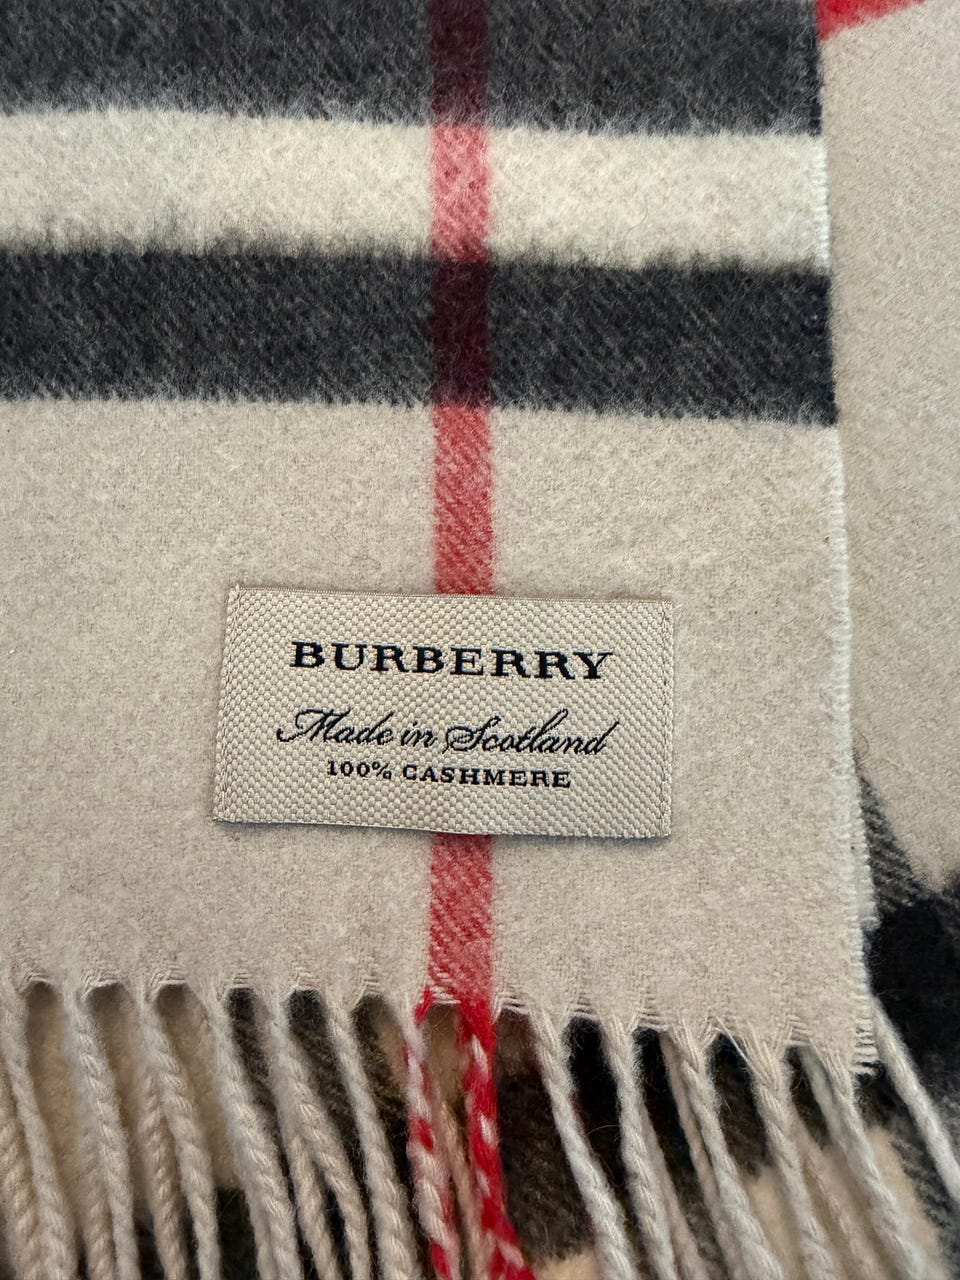 BURBERRY
Made in Scotland
100% CASHMERE